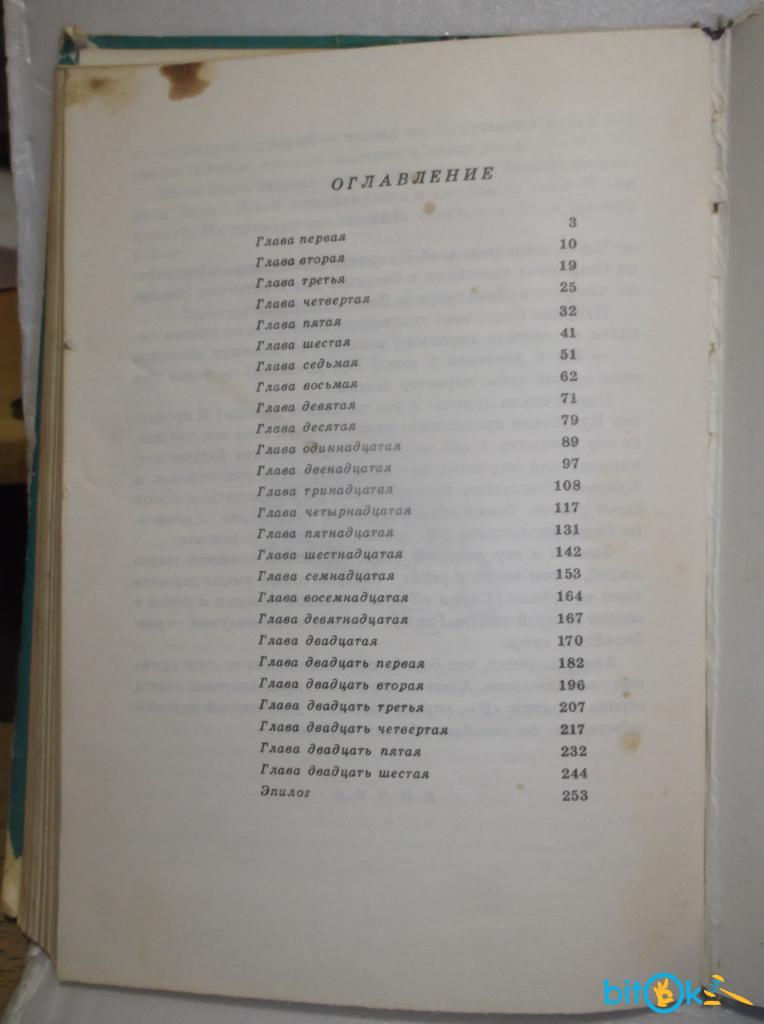 ОГЛАВЛЕНИЕ
Глава первая 3
Глава вторая 10
Глава третья 19
Глава четвертая 25
Глава пятая 32
Глава шестая 41
Глава седьмая 51
Глава восьмая 62
Глава девятая 71
Глава десятая 79
Глава одиннадцатая 89
Глава двенадцатая 97
Глава тринадцатая 108
Глава четырнадцатая 117
Глава пятнадцатая 131
Глава шестнадцатая 142
Глава семнадцатая 153
Глава восемнадцатая 164
Глава девятнадцатая 167
Глава двадцатая 170
Глава двадцать первая 182
Глава двадцать вторая 196
Глава двадцать третья 207
Глава двадцать четвертая 217
Глава двадцать пятая 232
Глава двадцать шестая 244
Эпилог 253
bitOk